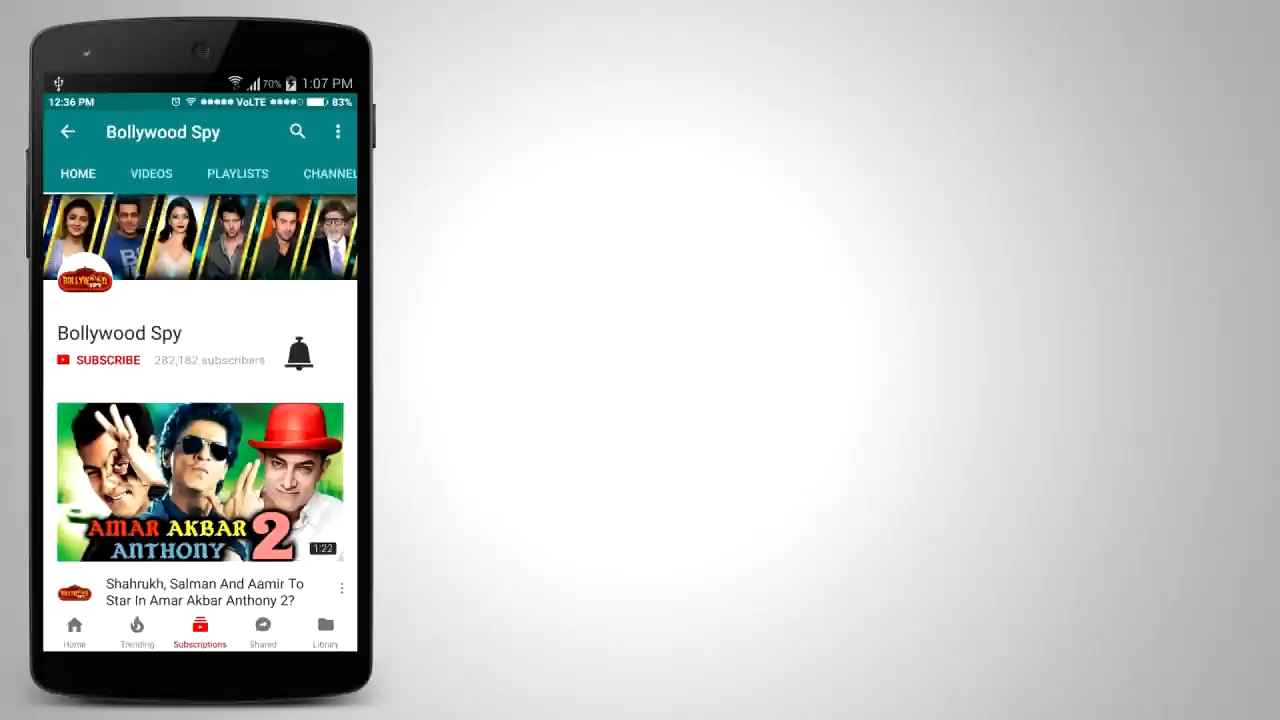 70% 1:07 PM
12:36 PM VoLTE 83%
Bollywood Spy
HOME VIDEOS PLAYLISTS CHANNEL
BOLLYWOOD
SPY
Bollywood Spy
SUBSCRIBE 282,182 subscribers
AMAR AKBAR
ANTHONY 2
1:22
Shahrukh, Salman And Aamir To
Star In Amar Akbar Anthony 2?
Home Trending Subscriptions Shared Library